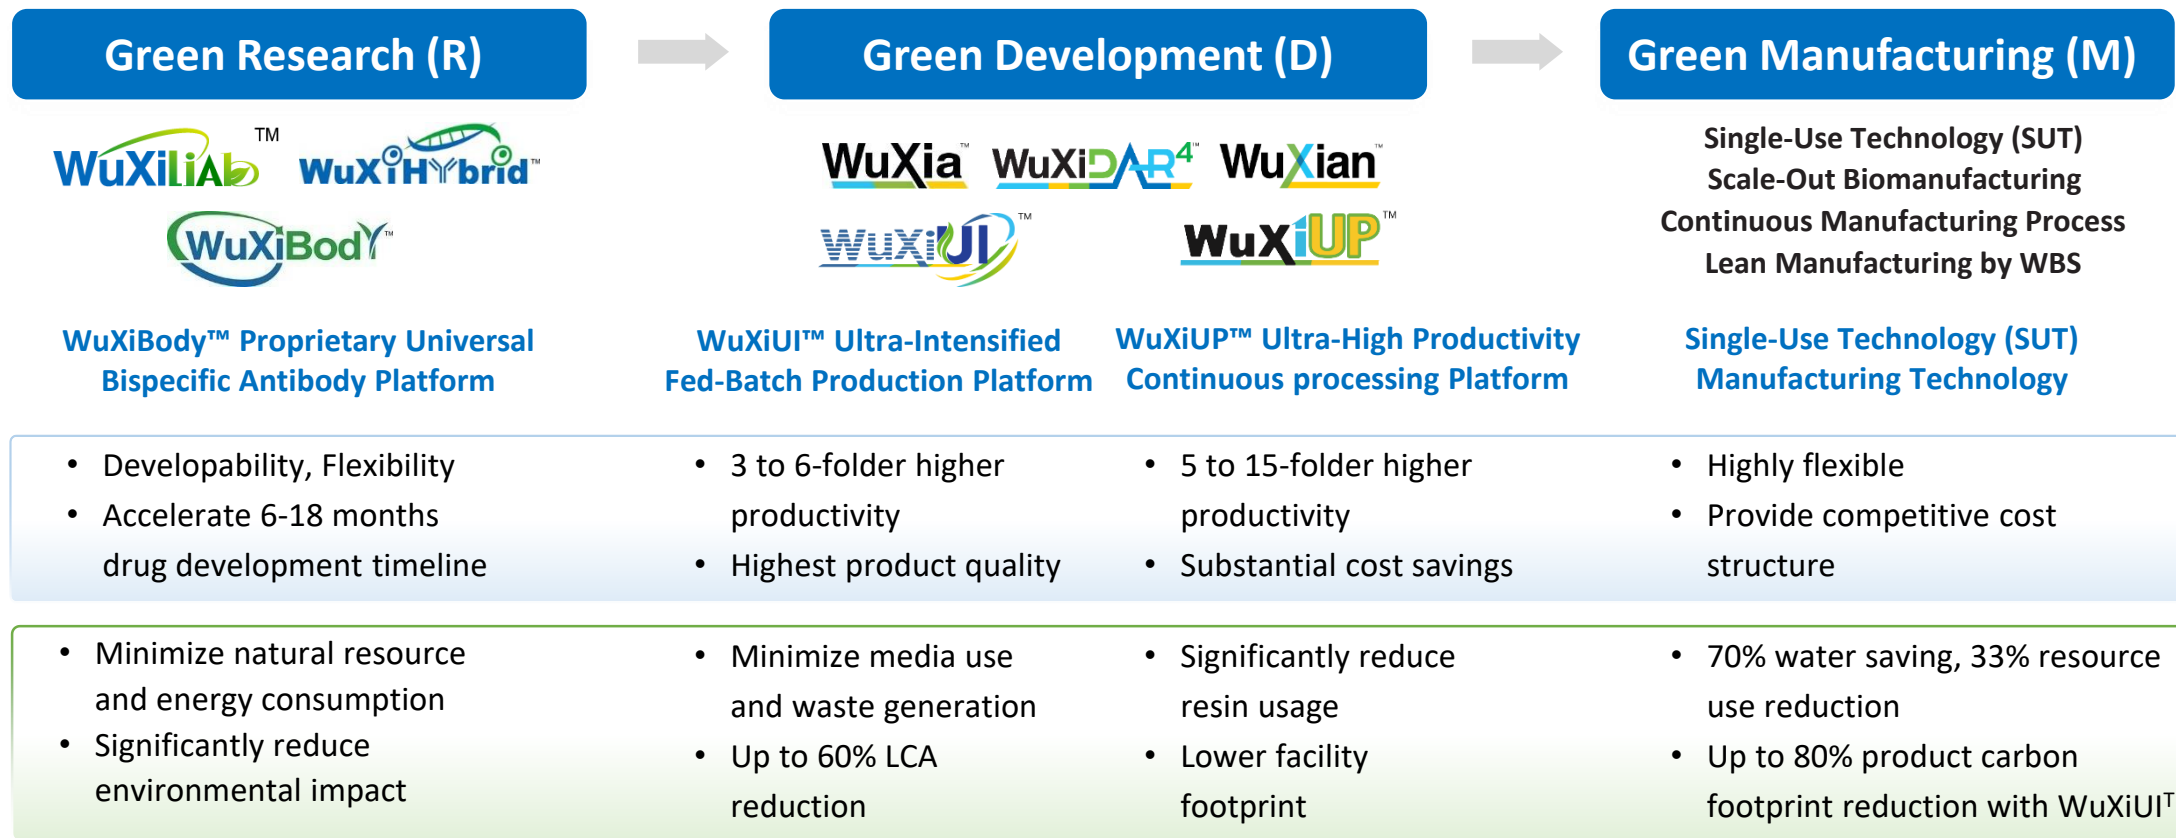 Green Research (R)
Green Development (D)
Green Manufacturing (M)
WuXiLiAb™
WuXiHYbrid™
WuXiBodY™
WuXia™
WuXiDAR4™
WuXian™
WuXiUI™
WuXiUP™
Single-Use Technology (SUT)
Scale-Out Biomanufacturing
Continuous Manufacturing Process
Lean Manufacturing by WBS
WuXiBody™ Proprietary Universal
Bispecific Antibody Platform
WuXiUI™ Ultra-Intensified
Fed-Batch Production Platform
WuXiUP™ Ultra-High Productivity
Continuous processing Platform
Single-Use Technology (SUT)
Manufacturing Technology
• Developability, Flexibility
• Accelerate 6-18 months
drug development timeline
• 3 to 6-folder higher
productivity
• Highest product quality
• 5 to 15-folder higher
productivity
• Substantial cost savings
• Highly flexible
• Provide competitive cost
structure
• Minimize natural resource
and energy consumption
• Significantly reduce
environmental impact
• Minimize media use
and waste generation
• Up to 60% LCA
reduction
• Significantly reduce
resin usage
• Lower facility
footprint
• 70% water saving, 33% resource
use reduction
• Up to 80% product carbon
footprint reduction with WuXiUIT